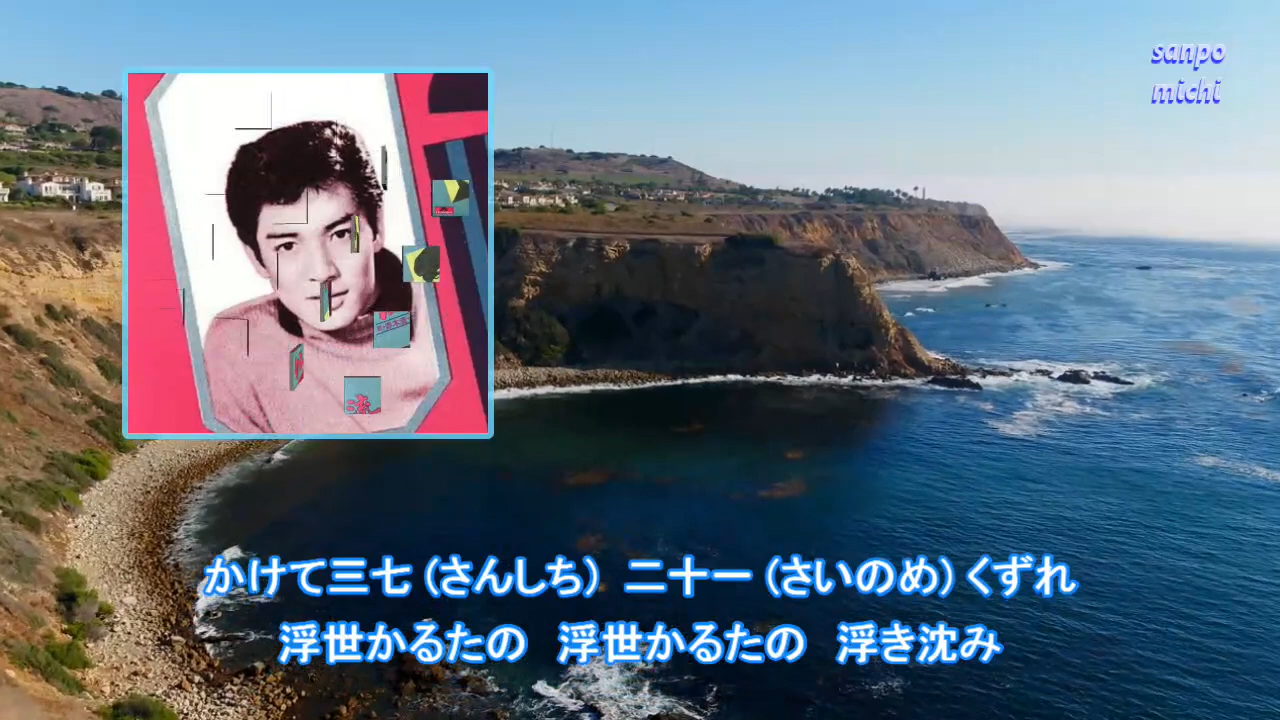 sanpo
michi
かけて三七（さんしち）　二十一（さいのめ）くずれ
浮世かるたの　浮世かるたの　浮き沈み